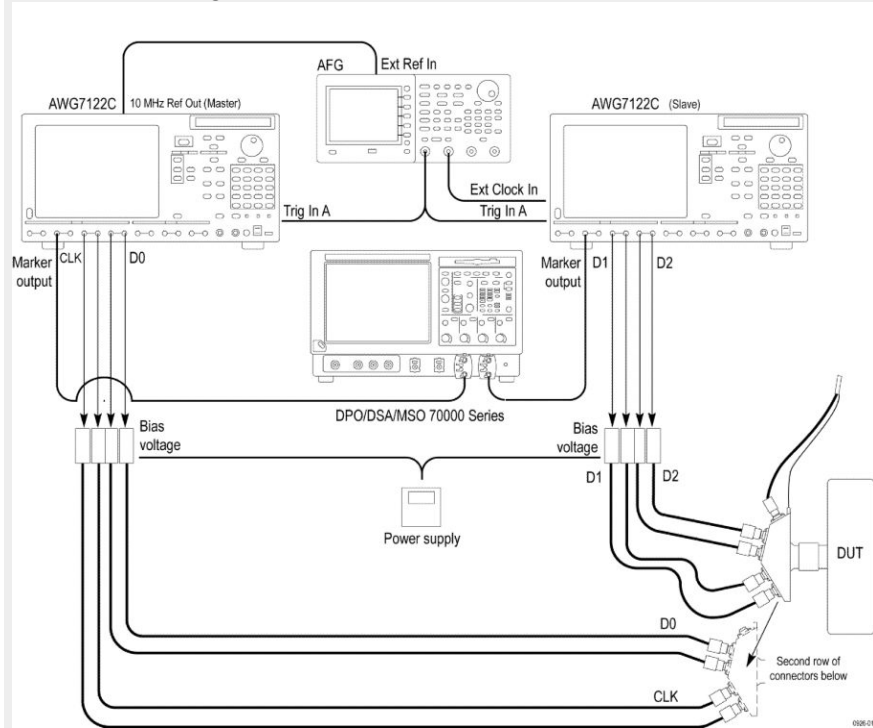 AFG
Ext Ref In
AWG7122C
10 MHz Ref Out (Master)
AWG7122C
(Slave)
Ext Clock In
Trig In A
Trig In A
Marker
output
CLK
D0
Marker
output
D1
D2
DPO/DSA/MSO 70000 Series
Bias
voltage
Bias
voltage
D1
D2
Power supply
DUT
D0
Second row of
connectors below
CLK